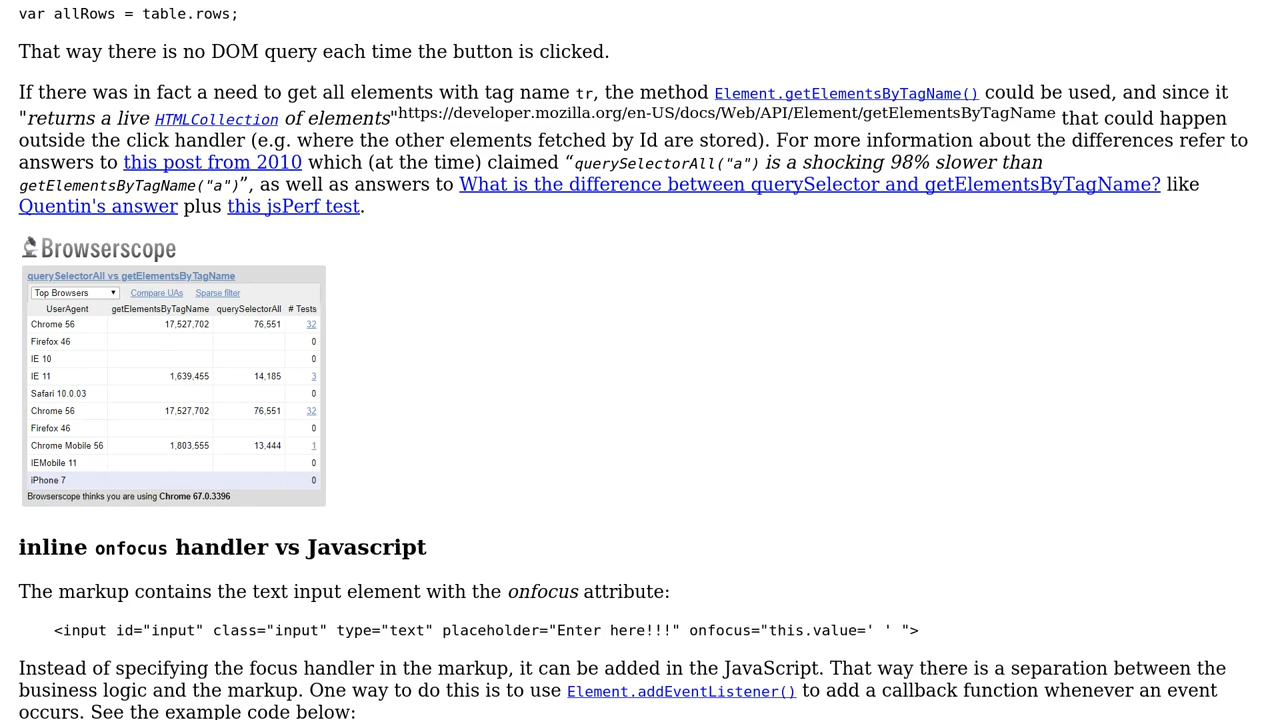 var allRows = table.rows;
That way there is no DOM query each time the button is clicked.
If there was in fact a need to get all elements with tag name tr, the method Element.getElementsByTagName() could be used, and since it
"returns a live HTMLCollection of elements"https://developer.mozilla.org/en-US/docs/Web/API/Element/getElementsByTagName that could happen
outside the click handler (e.g. where the other elements fetched by Id are stored). For more information about the differences refer to
answers to this post from 2010 which (at the time) claimed “querySelectorAll("a") is a shocking 98% slower than
getElementsByTagName("a")”, as well as answers to What is the difference between querySelector and getElementsByTagName? like
Quentin's answer plus this jsPerf test.
Browserscope
querySelectorAll vs getElementsByTagName
Top Browsers ▼ Compare UAs Sparse filter
UserAgent getElementsByTagName querySelectorAll # Tests
Chrome 56 17,527,702 76,551 32
Firefox 46 0
IE 10 0
IE 11 1,639,455 14,185 3
Safari 10.0.03 0
Chrome 56 17,527,702 76,551 32
Firefox 46 0
Chrome Mobile 56 1,803,555 13,444 1
IEMobile 11 0
iPhone 7 0
Browserscope thinks you are using Chrome 67.0.3396
inline onfocus handler vs Javascript
The markup contains the text input element with the onfocus attribute:
<input id="input" class="input" type="text" placeholder="Enter here!!!" onfocus="this.value=' ' ">
Instead of specifying the focus handler in the markup, it can be added in the JavaScript. That way there is a separation between the
business logic and the markup. One way to do this is to use Element.addEventListener() to add a callback function whenever an event
occurs. See the example code below: